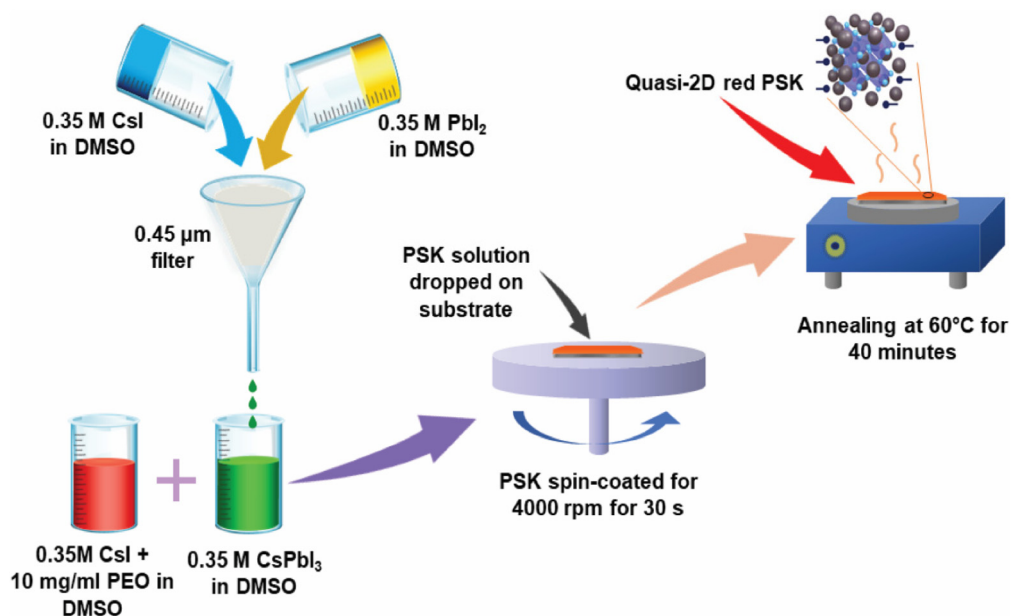 0.35 M CsI
in DMSO
0.35 M PbI₂
in DMSO
0.45 µm
filter
0.35M CsI +
10 mg/ml PEO in
DMSO
+
0.35 M CsPbI₃
in DMSO
PSK solution
dropped on
substrate
PSK spin-coated for
4000 rpm for 30 s
Quasi-2D red PSK
Annealing at 60°C for
40 minutes